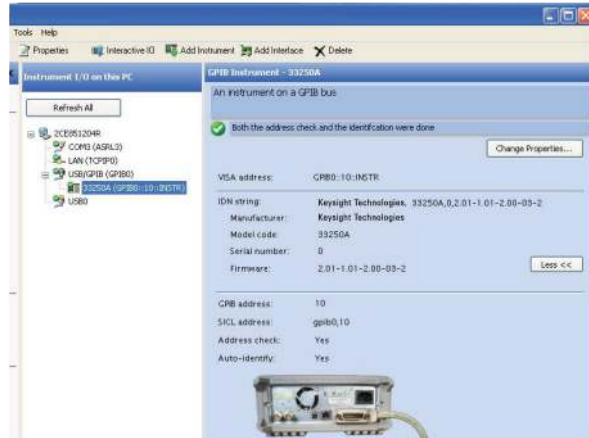 Tools Help
Properties Interactive IO Add Instrument Add Interface Delete
Instrument I/O on this PC
Refresh All
2CE851204R
COM3 (ASRL3)
LAN (TCPIP0)
USB/GPIB (GPIB0)
33250A (GPIB0::10::INSTR)
USB0
GPIB Instrument - 33250A
An instrument on a GPIB bus
Both the address check and the identification were done
Change Properties...
VISA address: GPIB0::10::INSTR
IDN string: Keysight Technologies, 33250A,0,2.01-1.01-2.00-03-2
Manufacturer: Keysight Technologies
Model code: 33250A
Serial number: 0
Firmware: 2.01-1.01-2.00-03-2
Less <<
GPIB address: 10
SICL address: gpib0,10
Address check: Yes
Auto-identify: Yes